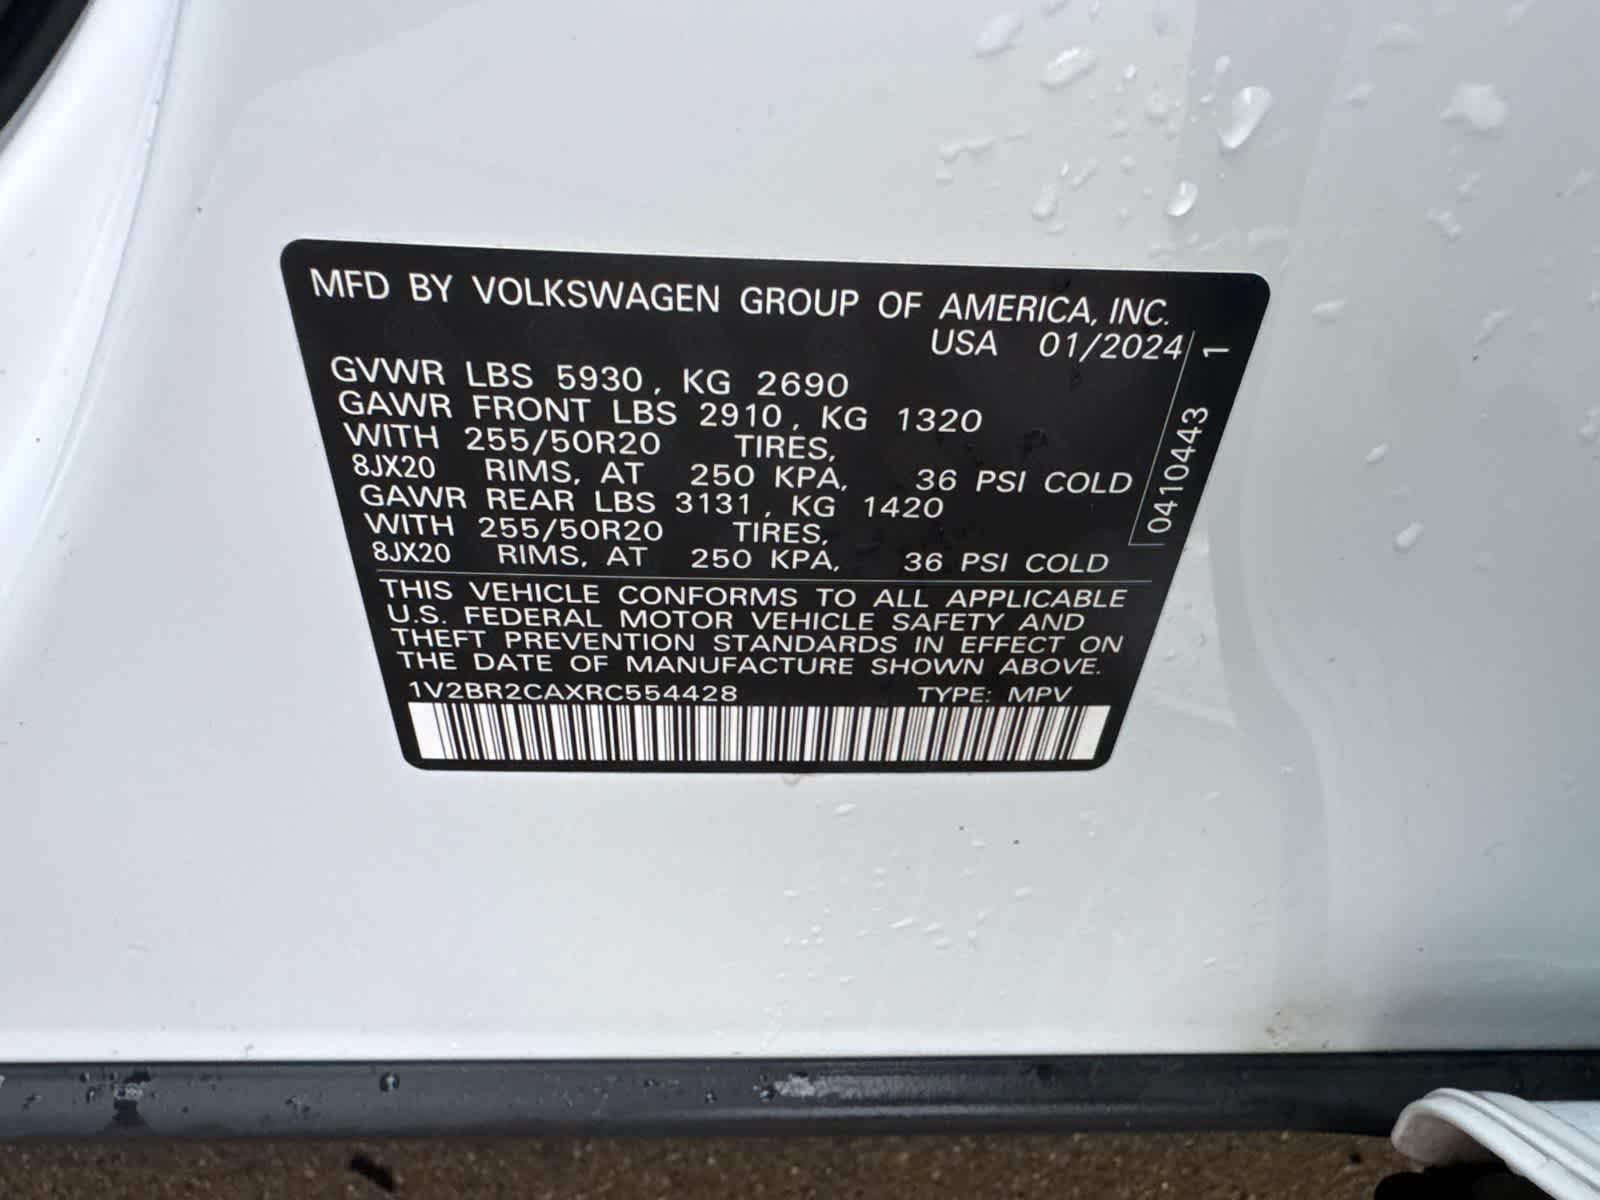 MFD BY VOLKSWAGEN GROUP OF AMERICA, INC.
USA 01/2024
GVWR LBS 5930, KG 2690
GAWR FRONT LBS 2910, KG 1320
WITH 255/50R20 TIRES,
8JX20 RIMS, AT 250 KPA, 36 PSI COLD
GAWR REAR LBS 3131, KG 1420
WITH 255/50R20 TIRES,
8JX20 RIMS, AT 250 KPA, 36 PSI COLD
0410443 1
THIS VEHICLE CONFORMS TO ALL APPLICABLE
U.S. FEDERAL MOTOR VEHICLE SAFETY AND
THEFT PREVENTION STANDARDS IN EFFECT ON
THE DATE OF MANUFACTURE SHOWN ABOVE.
1V2BR2CAXRC554428 TYPE: MPV